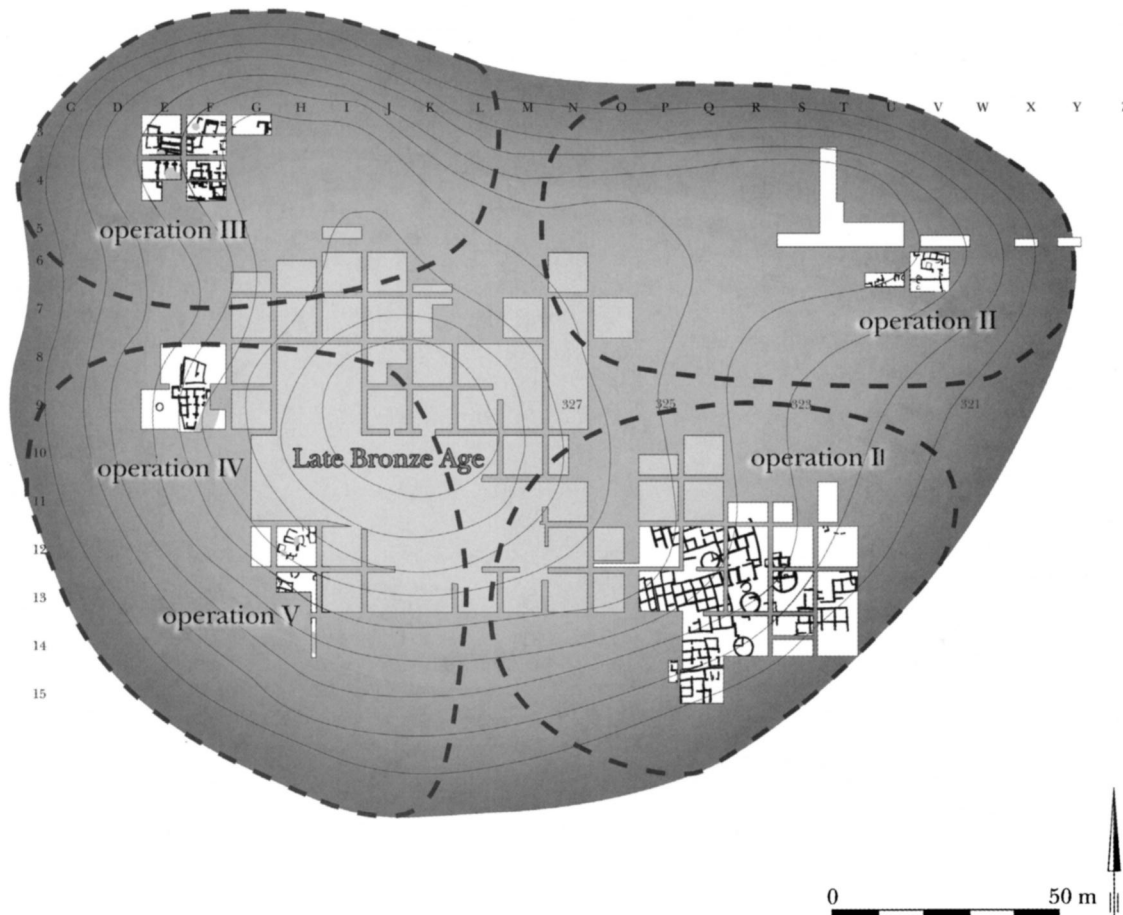 C D E F G H I J K L M N O P Q R S T U V W X Y
3
4
operation III
5
6
7
operation II
8
9
327 325 323 321
operation IV
10
Late Bronze Age
operation I
11
12
13
operation V
14
15
0 50 m